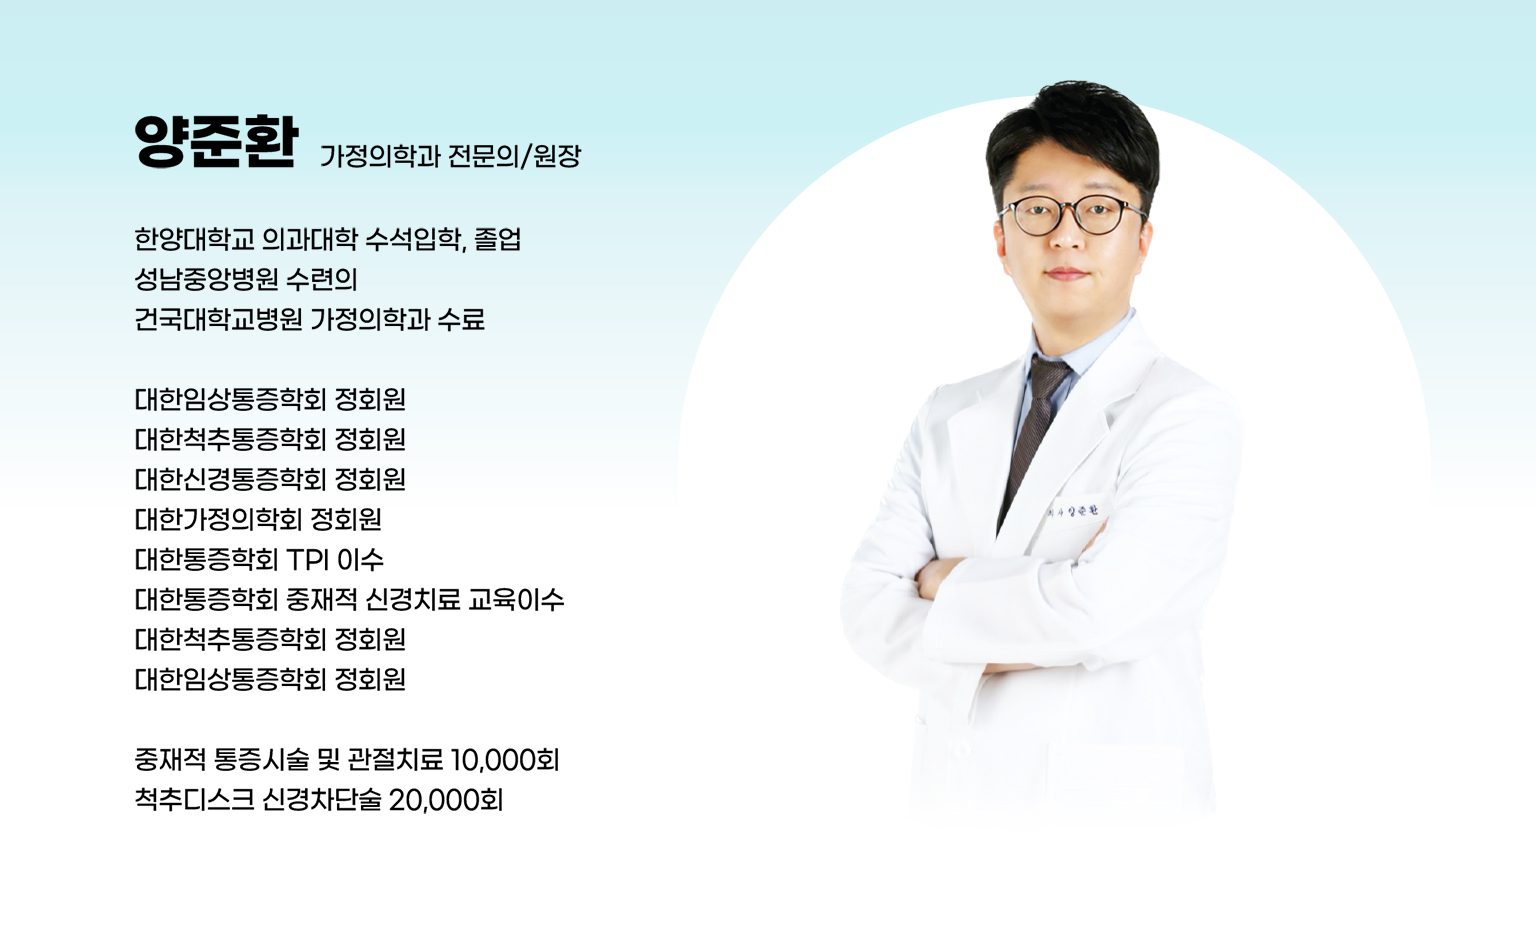 양준환 가정의학과 전문의/원장
한양대학교 의과대학 수석입학, 졸업
성남중앙병원 수련의
건국대학교병원 가정의학과 수료
대한임상통증학회 정회원
대한척추통증학회 정회원
대한신경통증학회 정회원
대한가정의학회 정회원
대한통증학회 TPI 이수
대한통증학회 중재적 신경치료 교육이수
대한척추통증학회 정회원
대한임상통증학회 정회원
중재적 통증시술 및 관절치료 10,000회
척추디스크 신경차단술 20,000회
양준환